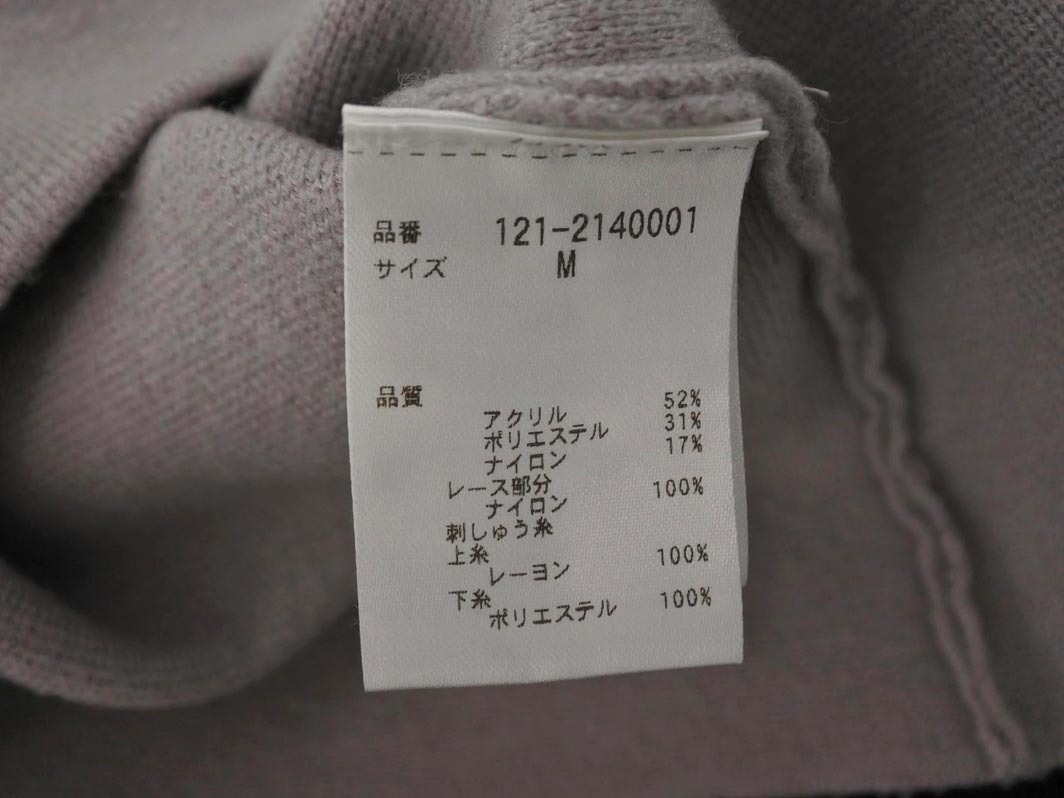 品番 121-2140001
サイズ M
品質
アクリル 52%
ポリエステル 31%
ナイロン 17%
レース部分
ナイロン 100%
刺しゅう糸
上糸
レーヨン 100%
下糸
ポリエステル 100%